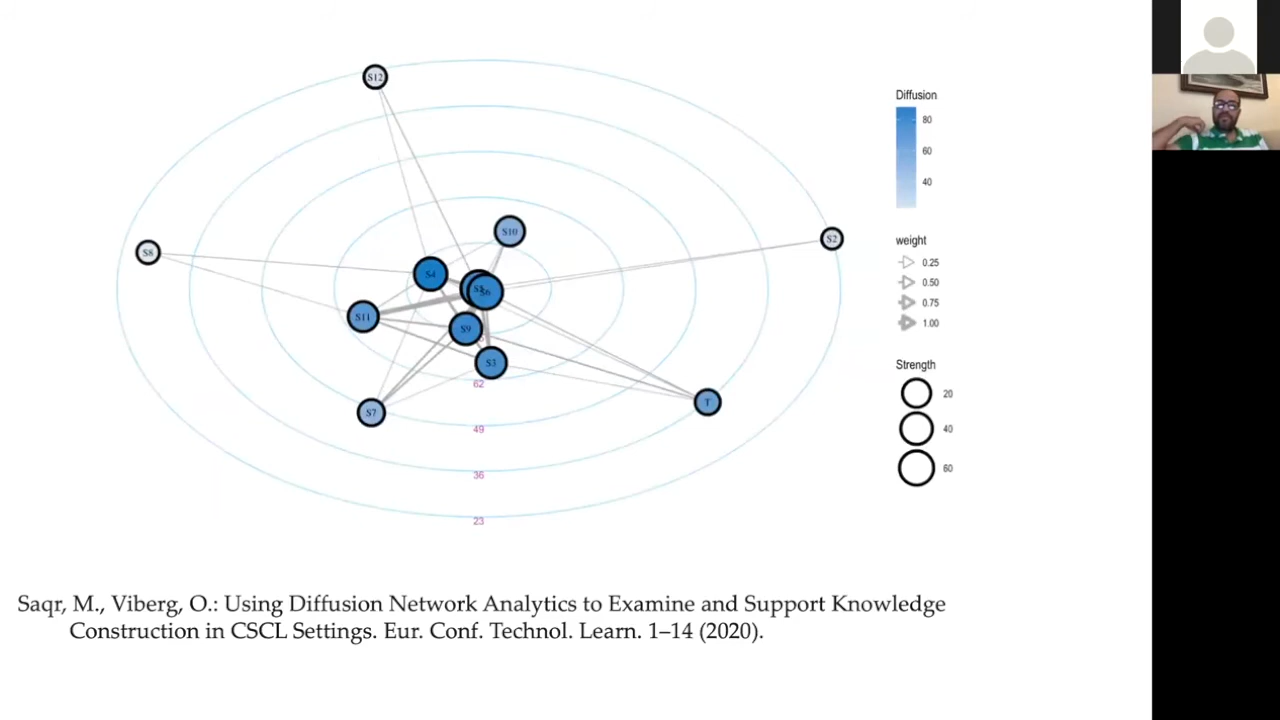 S12
S10
S2
S8
S4
S6
S11
S9
S3
S7
T
62
49
36
23
Diffusion
80
60
40
weight
0.25
0.50
0.75
1.00
Strength
20
40
60
Saqr, M., Viberg, O.: Using Diffusion Network Analytics to Examine and Support Knowledge
Construction in CSCL Settings. Eur. Conf. Technol. Learn. 1–14 (2020).